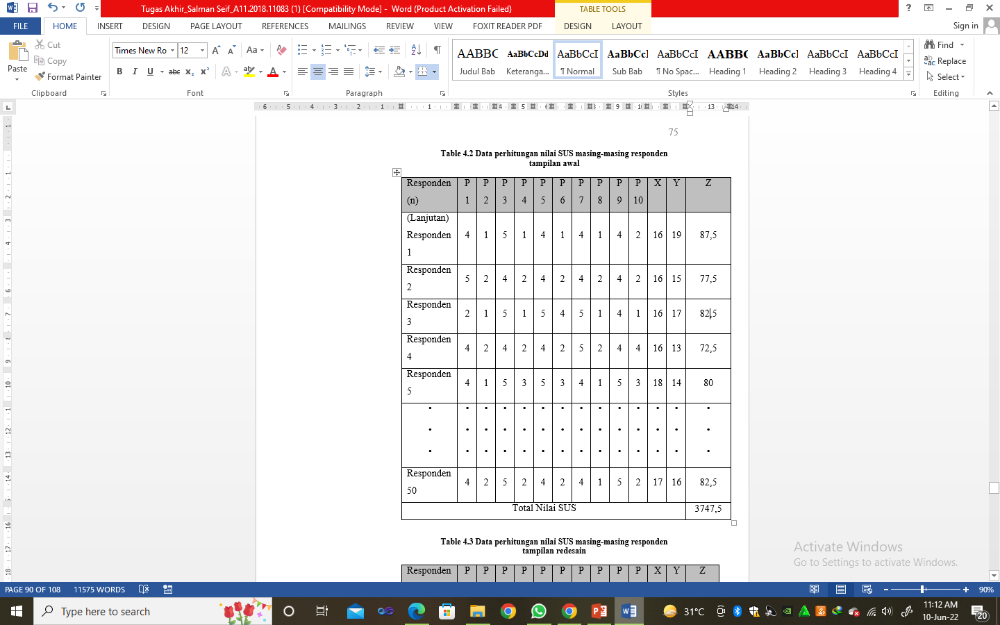 Tugas Akhir_Salman Seif_A11.2018.11083 (1) [Compatibility Mode] - Word (Product Activation Failed)
TABLE TOOLS
FILE HOME INSERT DESIGN PAGE LAYOUT REFERENCES MAILINGS REVIEW VIEW FOXIT READER PDF DESIGN LAYOUT Sign in
Paste
Cut
Copy
Format Painter
Clipboard
Times New Ro 12
Font
Paragraph
AABBC AaBbCcDd AaBbCcI AaBbCcI AaBbCcI AABBC AaBbCcI AaBbCcI AaBbCcI
Judul Bab Keteranga... ¶ Normal Sub Bab ¶ No Spac... Heading 1 Heading 2 Heading 3 Heading 4
Styles
Find
Replace
Select
Editing
75
Table 4.2 Data perhitungan nilai SUS masing-masing responden
tampilan awal
Responden P P P P P P P P P P X Y Z
(n) 1 2 3 4 5 6 7 8 9 10
(Lanjutan)
Responden 4 1 5 1 4 1 4 1 4 2 16 19 87,5
1
Responden
2 5 2 4 2 4 2 4 2 4 2 16 15 77,5
Responden
3 2 1 5 1 5 4 5 1 4 1 16 17 82,5
Responden
4 4 2 4 2 4 2 5 2 4 4 16 13 72,5
Responden
5 4 1 5 3 5 3 4 1 5 3 18 14 80
. . . . . . . . . . . . . .
. . . . . . . . . . . . . .
. . . . . . . . . . . . . .
Responden
50 4 2 5 2 4 2 4 1 5 2 17 16 82,5
Total Nilai SUS 3747,5
Table 4.3 Data perhitungan nilai SUS masing-masing responden
tampilan redesain
Responden P P P P P P P P P P X Y Z
Activate Windows
Go to Settings to activate Windows.
PAGE 90 OF 108 11575 WORDS 90%
Type here to search
31°C
11:12 AM
10-Jun-22
20